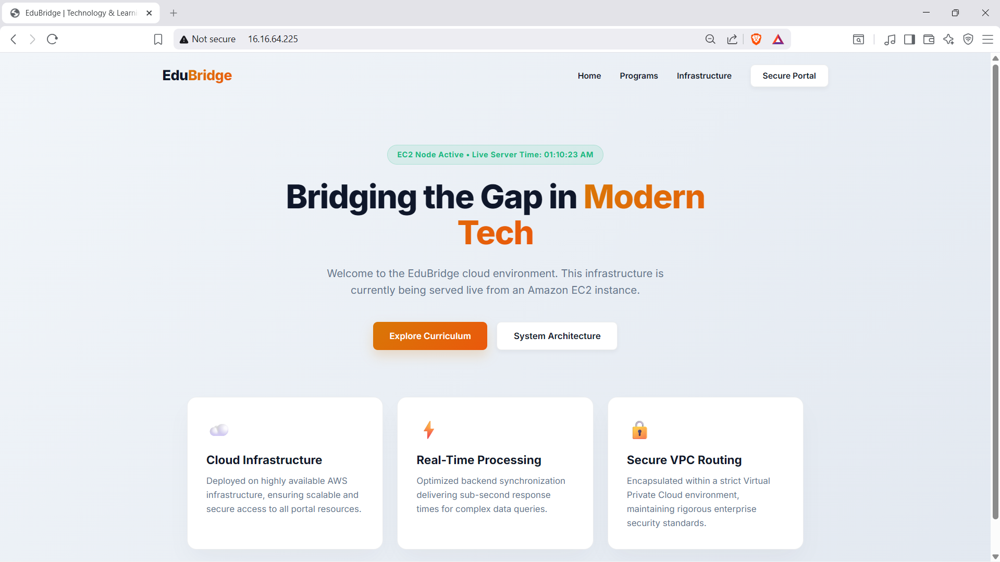 EduBridge | Technology & Learni
Not secure 16.16.64.225
EduBridge
Home Programs Infrastructure Secure Portal
EC2 Node Active • Live Server Time: 01:10:23 AM
Bridging the Gap in Modern
Tech
Welcome to the EduBridge cloud environment. This infrastructure is
currently being served live from an Amazon EC2 instance.
Explore Curriculum System Architecture
Cloud Infrastructure
Deployed on highly available AWS
infrastructure, ensuring scalable and
secure access to all portal resources.
Real-Time Processing
Optimized backend synchronization
delivering sub-second response
times for complex data queries.
Secure VPC Routing
Encapsulated within a strict Virtual
Private Cloud environment,
maintaining rigorous enterprise
security standards.